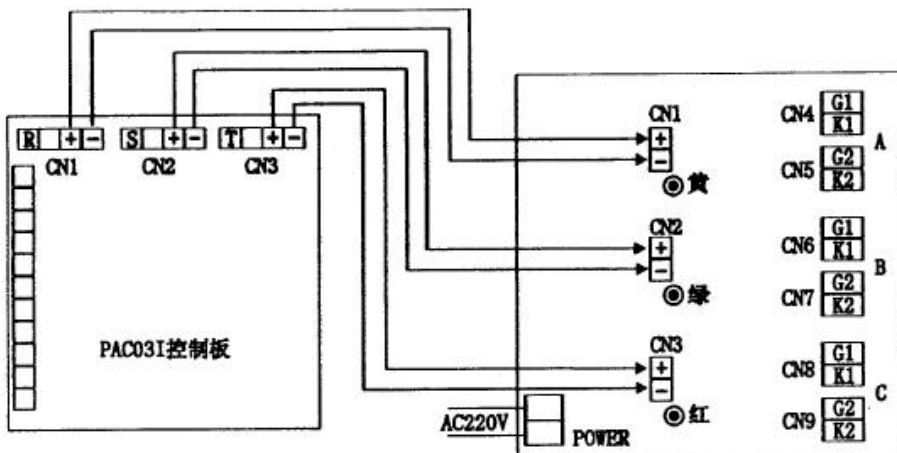 R + −
S + −
T + −
CN1
CN2
CN3
PAC03I控制板
AC220V
POWER
CN1
+
−
黄
CN2
+
−
绿
CN3
+
−
红
CN4
G1
K1
A
CN5
G2
K2
CN6
G1
K1
B
CN7
G2
K2
CN8
G1
K1
C
CN9
G2
K2